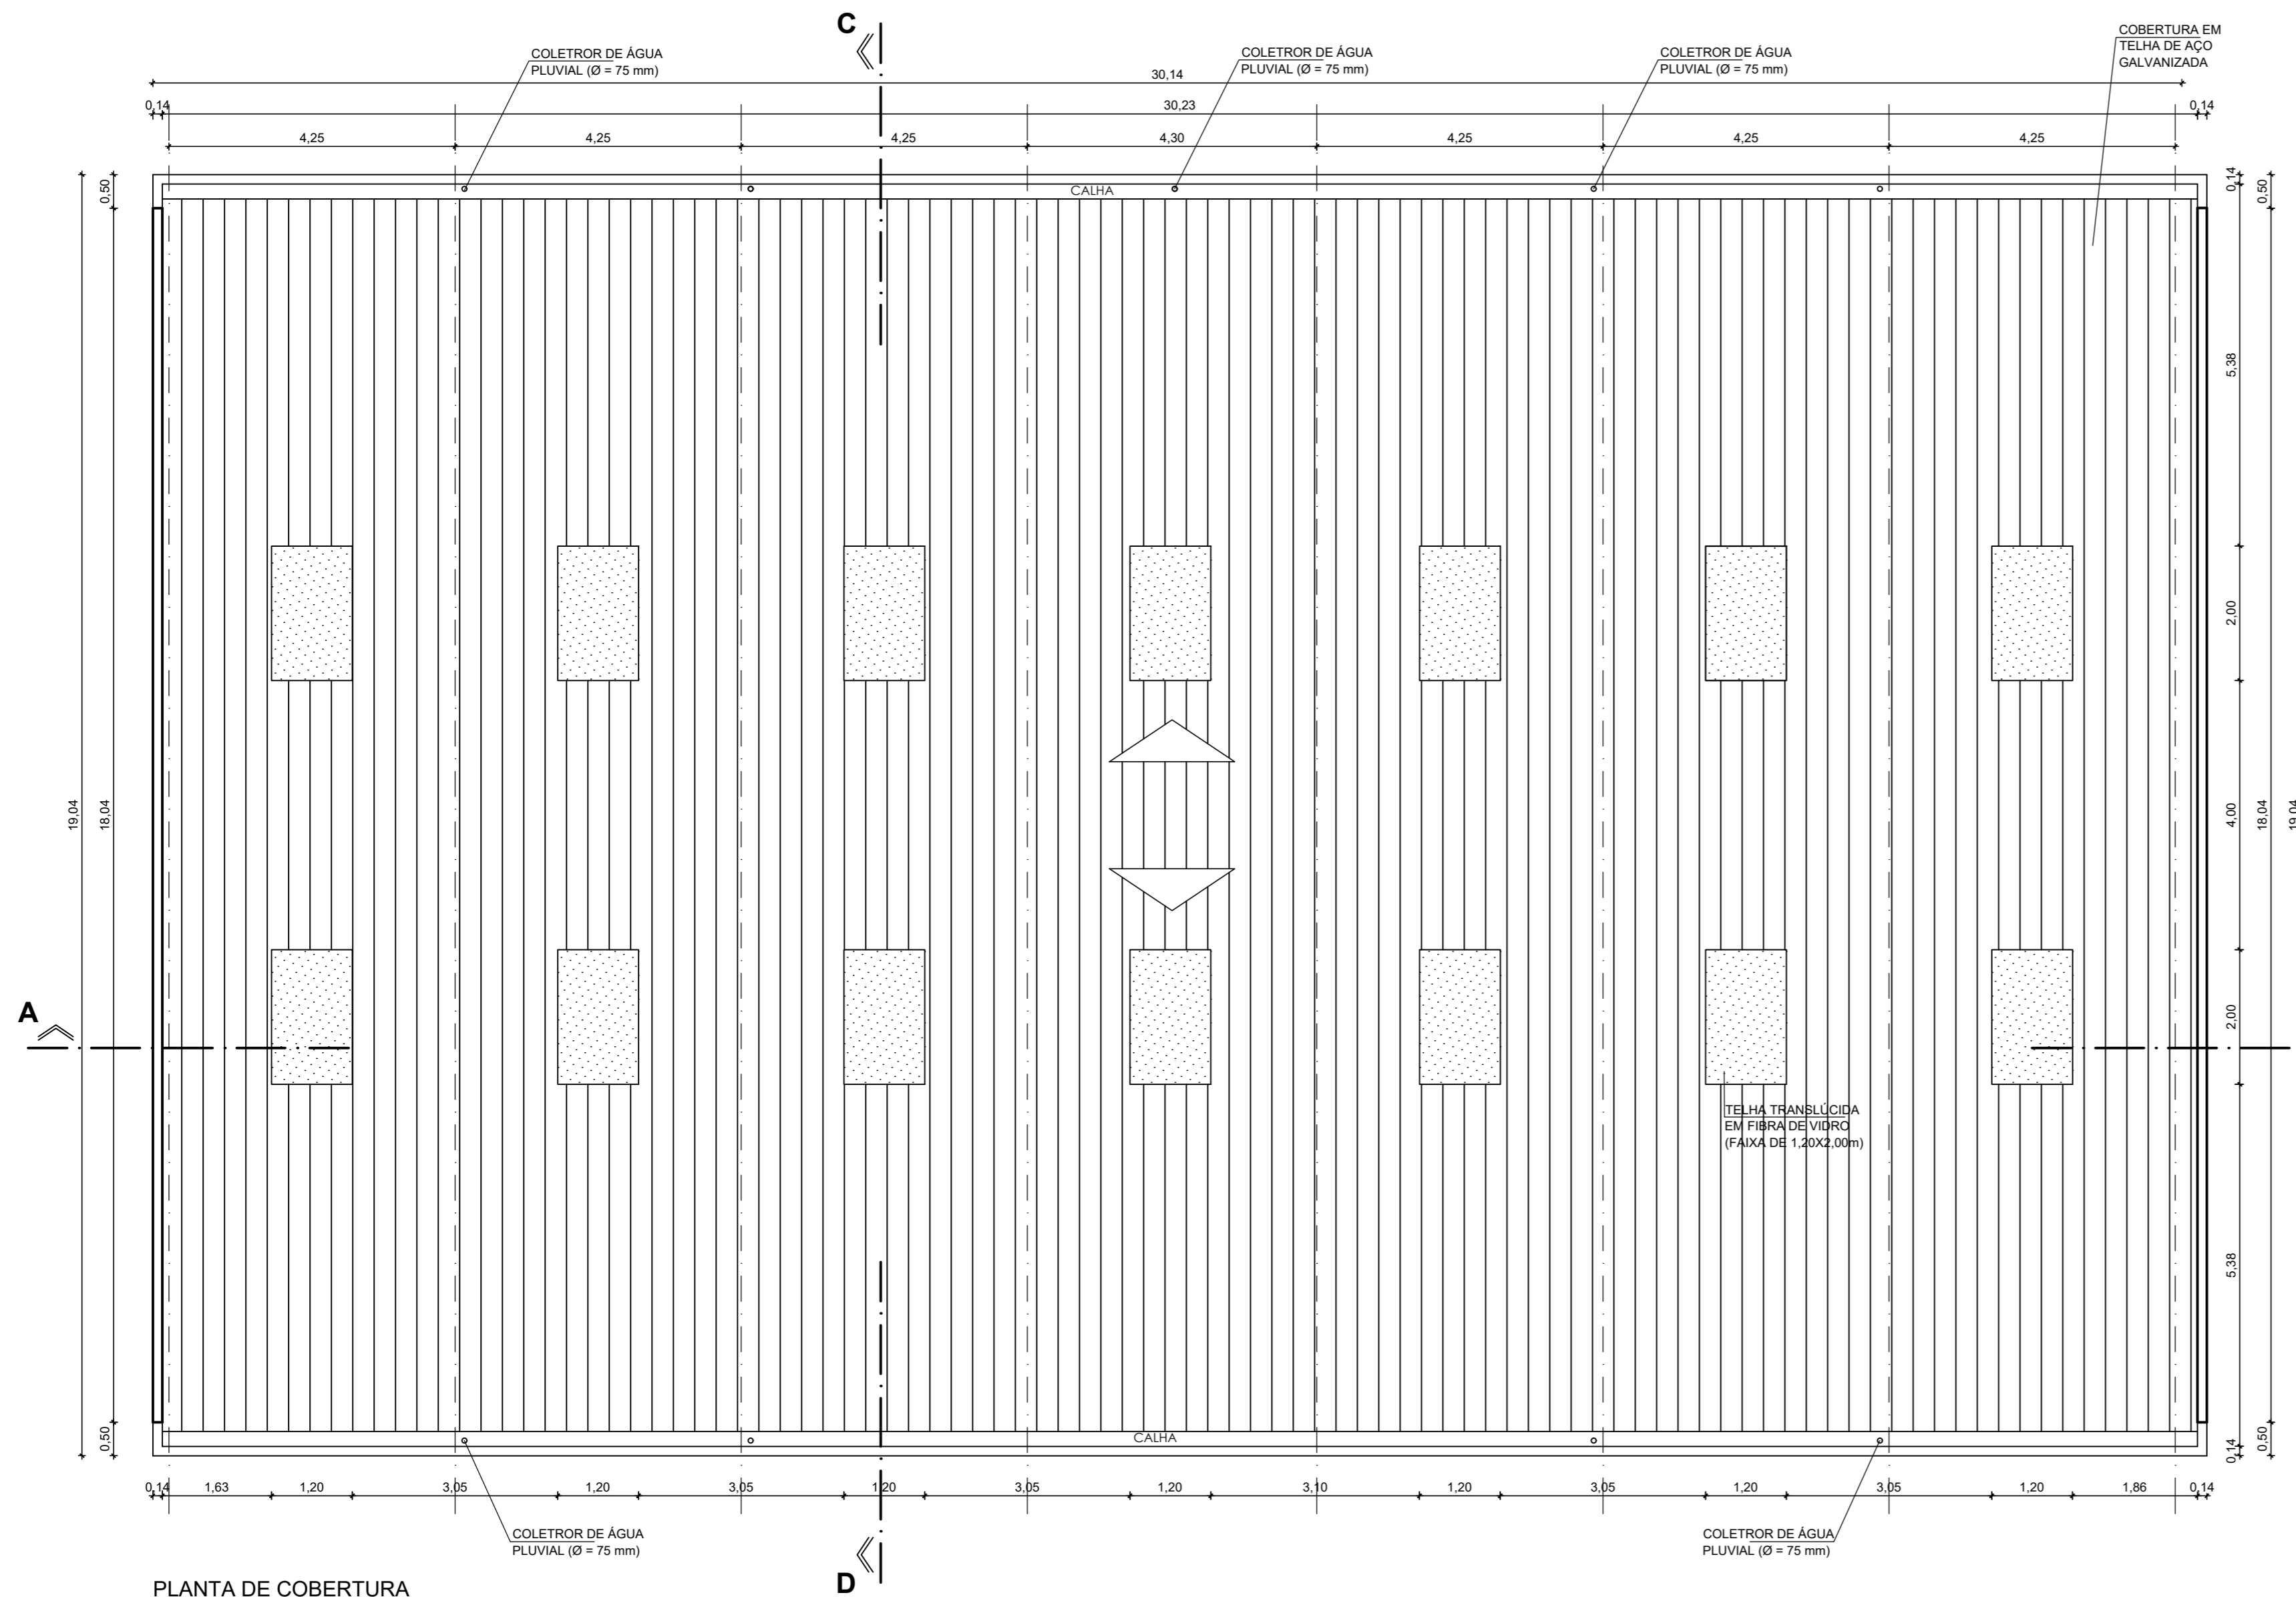 C
COLETROR DE ÁGUA
PLUVIAL (Ø = 75 mm)
COLETROR DE ÁGUA
PLUVIAL (Ø = 75 mm)
COLETROR DE ÁGUA
PLUVIAL (Ø = 75 mm)
COBERTURA EM
TELHA DE AÇO
GALVANIZADA
30,14
0,14
30,23
0,14
4,25
4,25
4,25
4,30
4,25
4,25
4,25
0,50
CALHA
0,14
0,50
5,38
2,00
19,04
18,04
4,00
18,04
19,04
A
2,00
TELHA TRANSLÚCIDA
EM FIBRA DE VIDRO
(FAIXA DE 1,20X2,00m)
5,38
0,50
CALHA
0,14
0,50
0,14
1,63
1,20
3,05
1,20
3,05
1,20
3,05
1,20
3,10
1,20
3,05
1,20
3,05
1,20
1,86
0,14
COLETROR DE ÁGUA
PLUVIAL (Ø = 75 mm)
COLETROR DE ÁGUA
PLUVIAL (Ø = 75 mm)
D
PLANTA DE COBERTURA